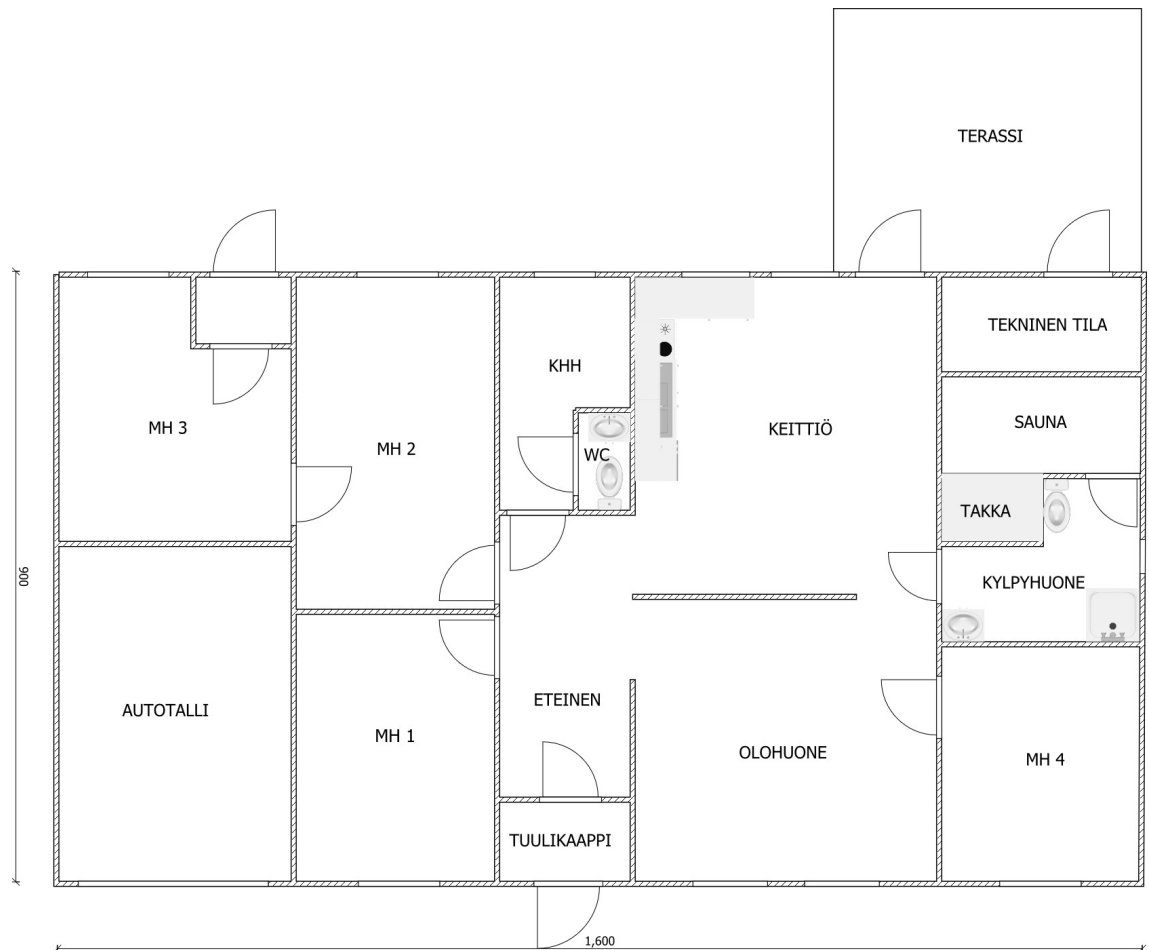 TERASSI
TEKNINEN TILA
KHH
SAUNA
MH 3
KEITTIÖ
MH 2
WC
TAKKA
900
KYLPYHUONE
ETEINEN
AUTOTALLI
MH 1
OLOHUONE
MH 4
TUULIKAAPPI
1,600